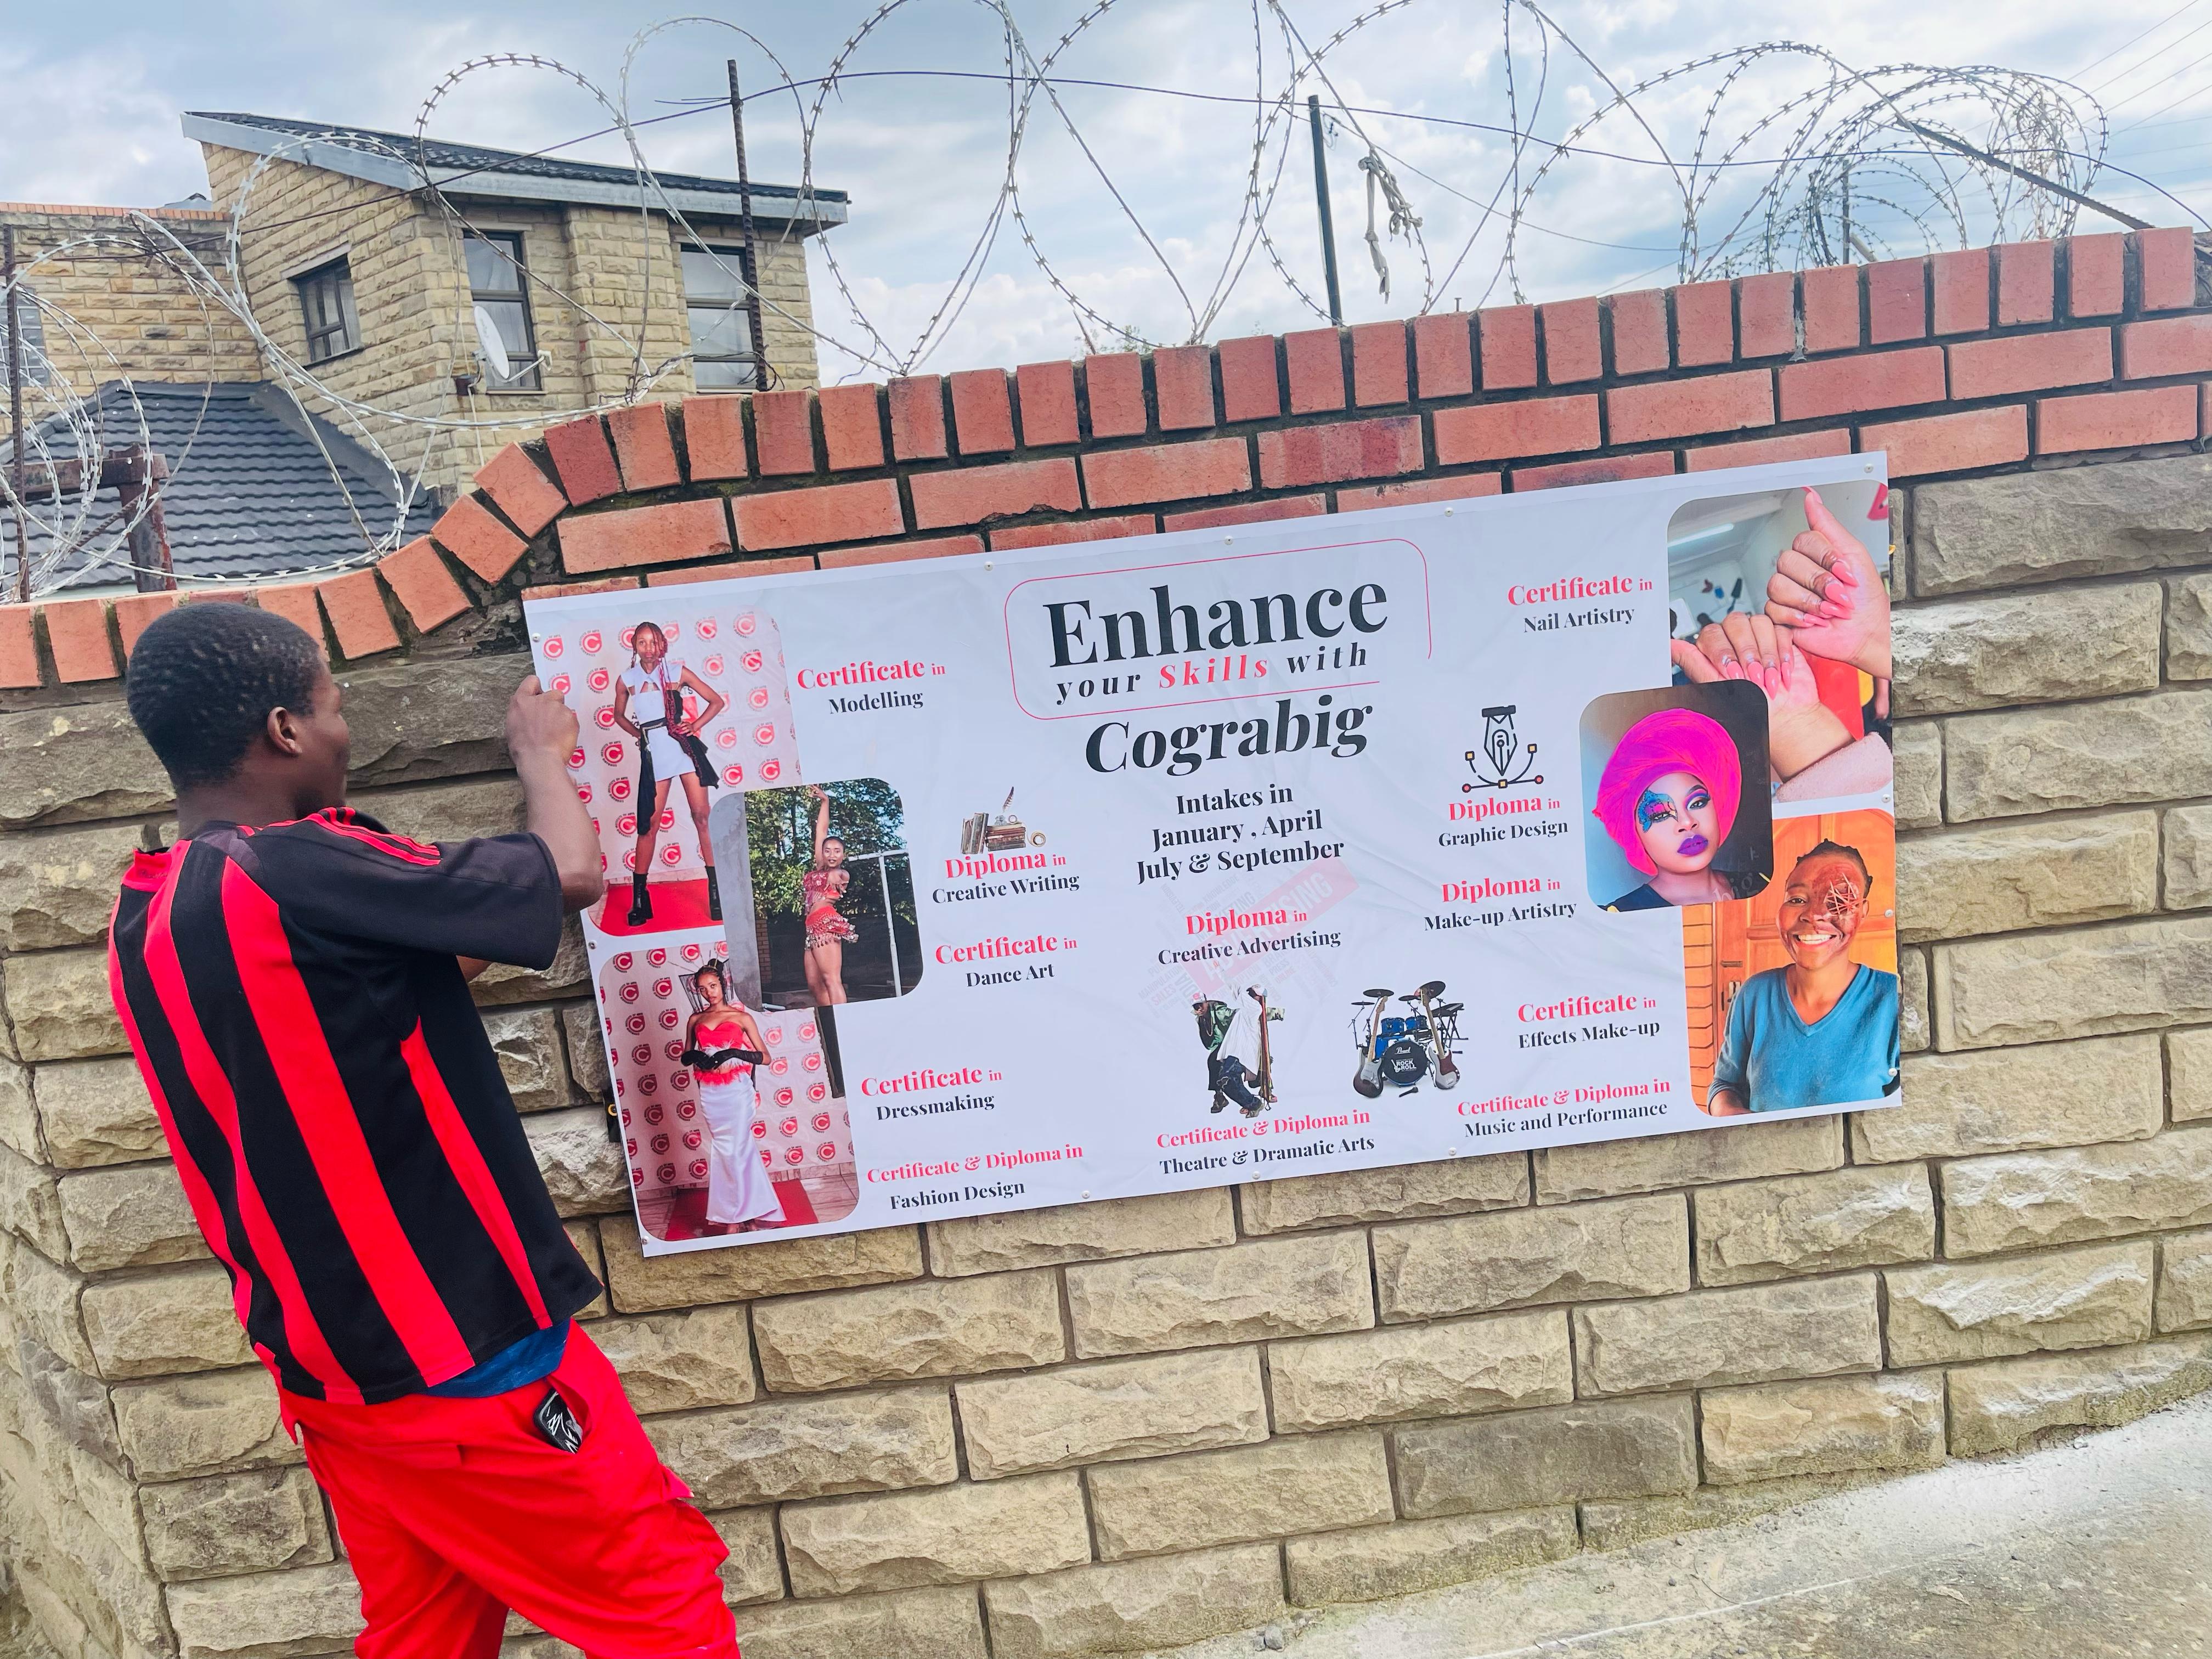 Enhance
your Skills with
Cograbig
Intakes in
January , April
July & September
Certificate in
Modelling
Diploma in
Creative Writing
Certificate in
Dance Art
Certificate in
Dressmaking
Certificate & Diploma in
Fashion Design
Diploma in
Creative Advertising
Certificate & Diploma in
Theatre & Dramatic Arts
Certificate in
Nail Artistry
Diploma in
Graphic Design
Diploma in
Make-up Artistry
Certificate in
Effects Make-up
Certificate & Diploma in
Music and Performance
Pearl
ROCK
& ROLL